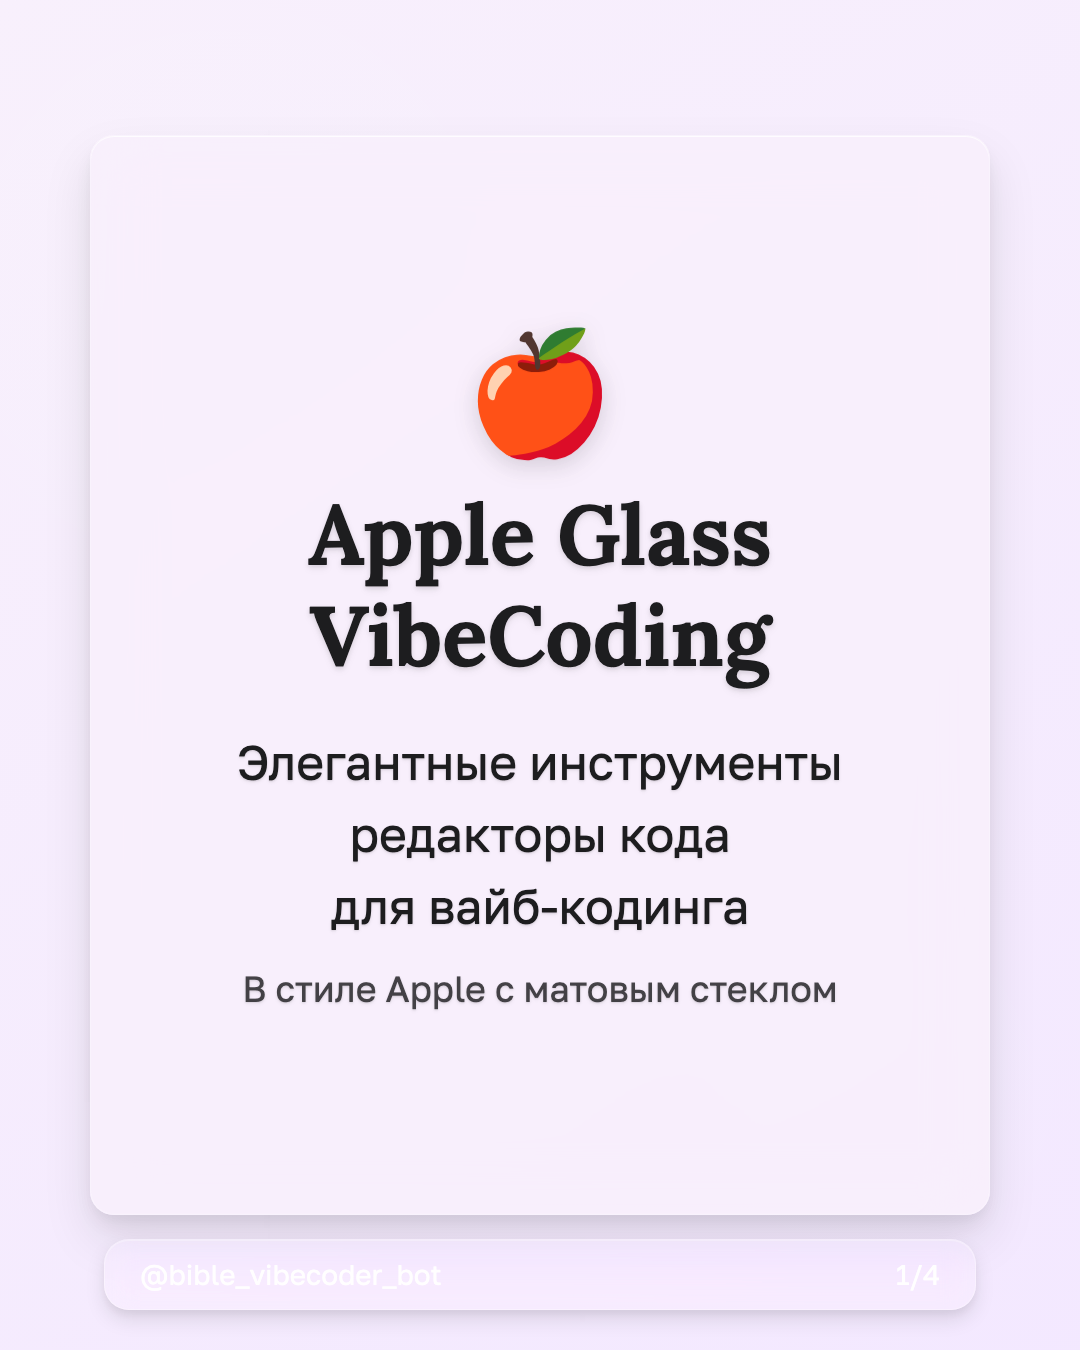 Apple Glass
VibeCoding
Элегантные инструменты
редакторы кода
для вайб-кодинга
В стиле Apple с матовым стеклом
@bible_vibecoder_bot
1/4